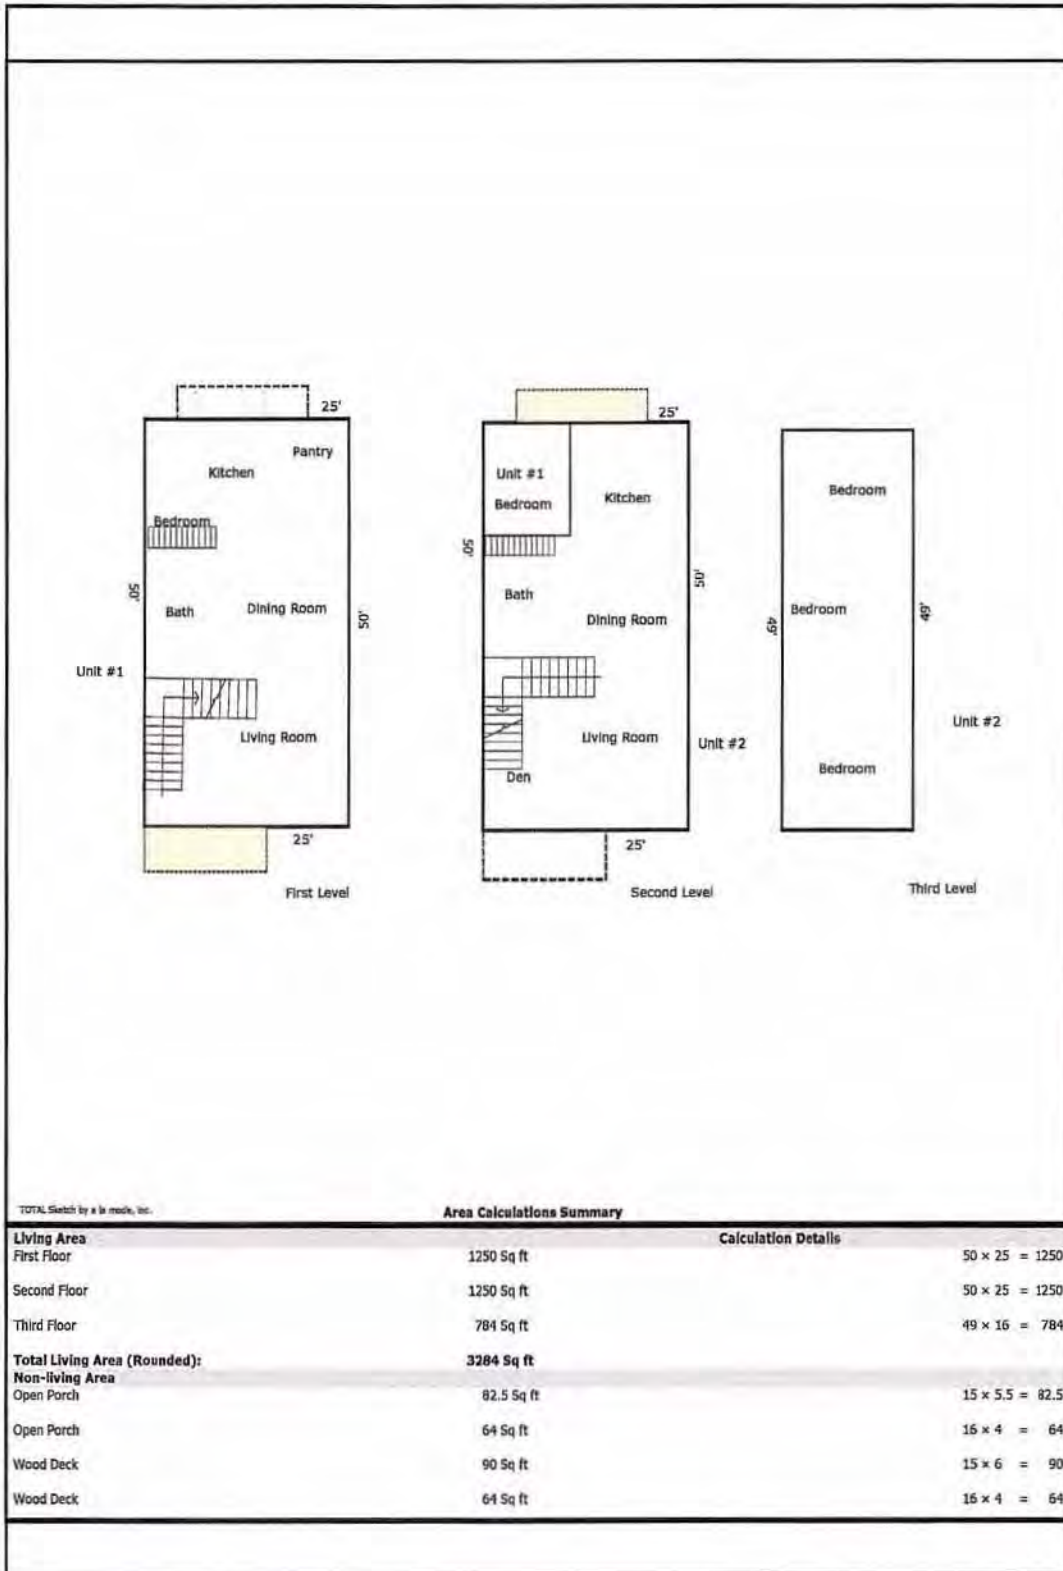 25'
Pantry
Kitchen
Bedroom
50'
Bath
Dining Room
50'
Unit #1
Living Room
25'
First Level
25'
Unit #1
Bedroom
Kitchen
50'
50'
Bath
Dining Room
Living Room
Unit #2
Den
25'
Second Level
Bedroom
Bedroom
49'
49'
Unit #2
Bedroom
Third Level
TOTAL Sketch by a la mode, inc.
Area Calculations Summary
Living Area Calculation Details
First Floor 1250 Sq ft 50 × 25 = 1250
Second Floor 1250 Sq ft 50 × 25 = 1250
Third Floor 784 Sq ft 49 × 16 = 784
Total Living Area (Rounded): 3284 Sq ft
Non-living Area
Open Porch 82.5 Sq ft 15 × 5.5 = 82.5
Open Porch 64 Sq ft 16 × 4 = 64
Wood Deck 90 Sq ft 15 × 6 = 90
Wood Deck 64 Sq ft 16 × 4 = 64